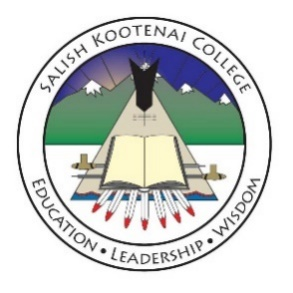 SALISH KOOTENAI COLLEGE
EDUCATION • LEADERSHIP • WISDOM